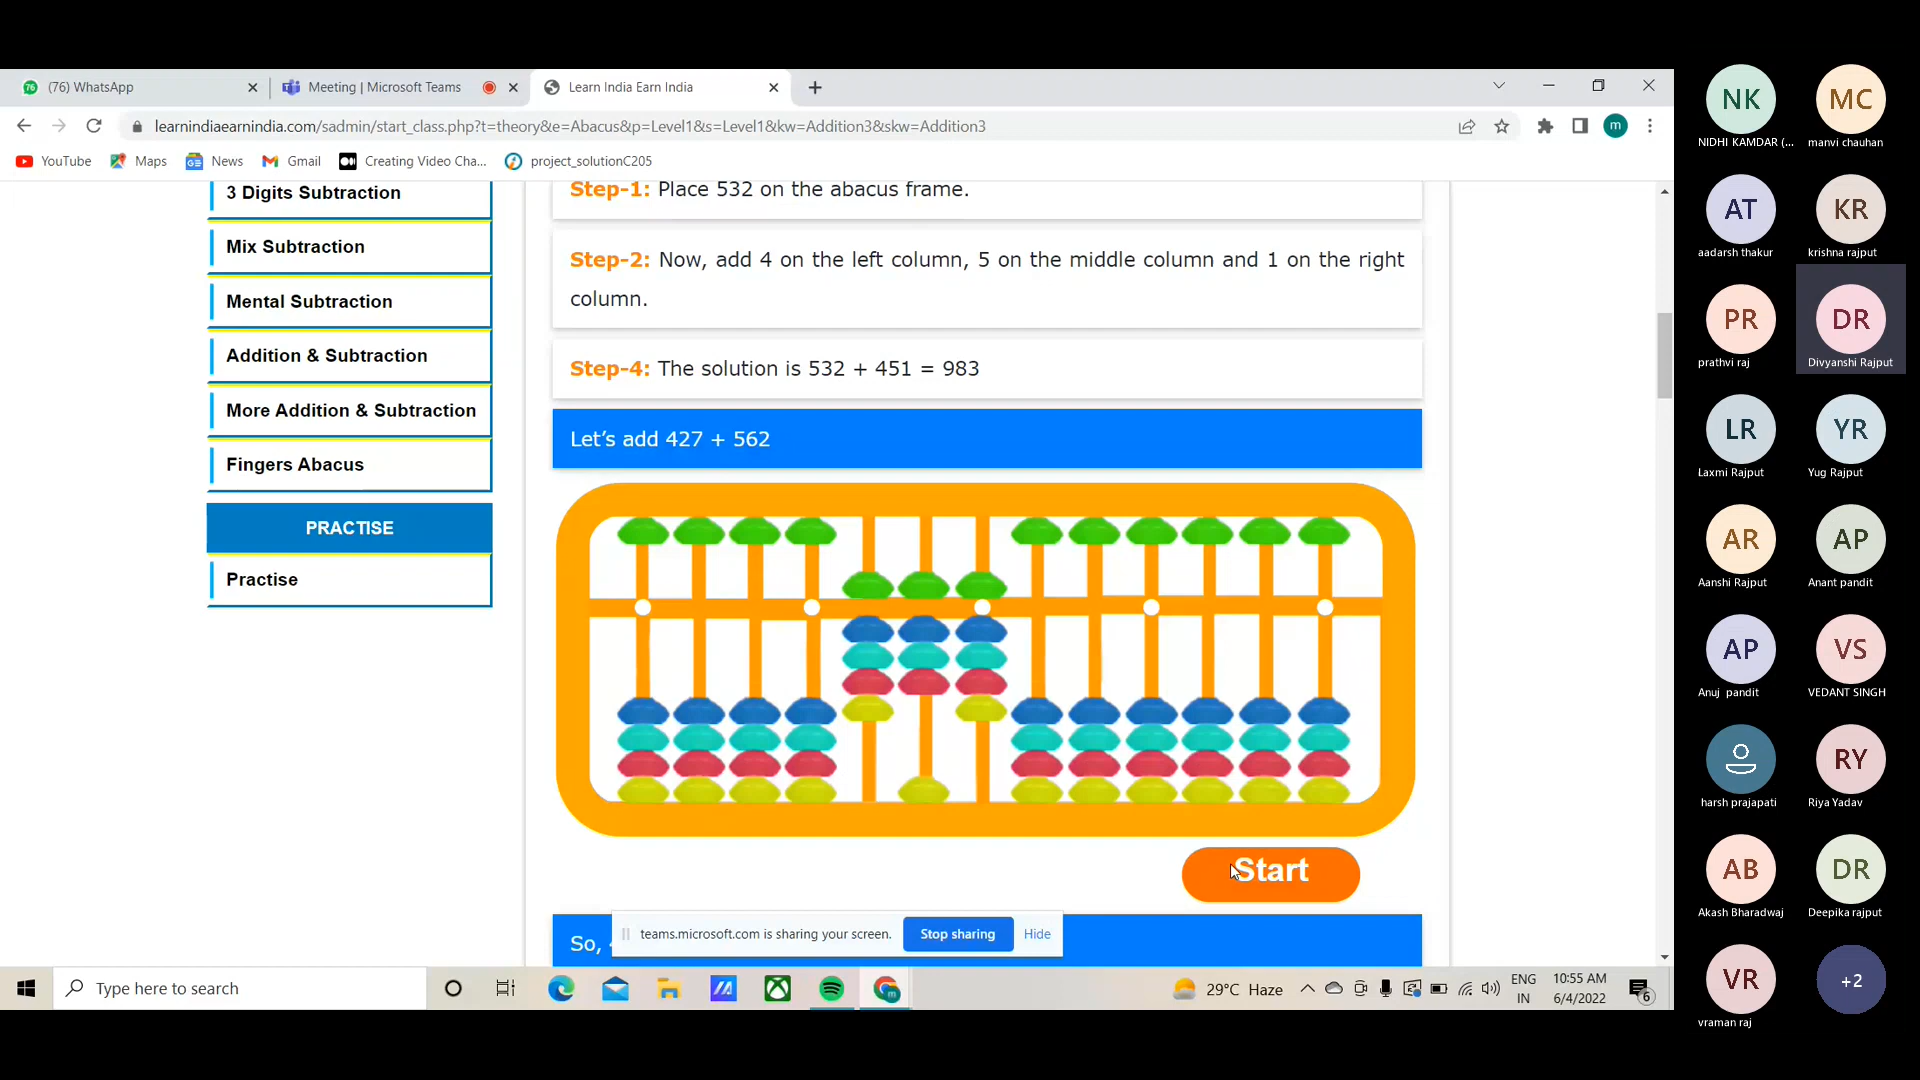 (76) WhatsApp
Meeting | Microsoft Teams
Learn India Earn India
learnindiaearnindia.com/sadmin/start_class.php?t=theory&e=Abacus&p=Level1&s=Level1&kw=Addition3&skw=Addition3
m
YouTube
Maps
News
Gmail
Creating Video Cha...
project_solutionC205
3 Digits Subtraction
Mix Subtraction
Mental Subtraction
Addition & Subtraction
More Addition & Subtraction
Fingers Abacus
PRACTISE
Practise
Step-1: Place 532 on the abacus frame.
Step-2: Now, add 4 on the left column, 5 on the middle column and 1 on the right
column.
Step-4: The solution is 532 + 451 = 983
Let’s add 427 + 562
Start
So,
teams.microsoft.com is sharing your screen.
Stop sharing
Hide
Type here to search
29°C Haze
ENG
IN
10:55 AM
6/4/2022
6
NK
NIDHI KAMDAR (...
MC
manvi chauhan
AT
aadarsh thakur
KR
krishna rajput
PR
prathvi raj
DR
Divyanshi Rajput
LR
Laxmi Rajput
YR
Yug Rajput
AR
Aanshi Rajput
AP
Anant pandit
AP
Anuj pandit
VS
VEDANT SINGH
harsh prajapati
RY
Riya Yadav
AB
Akash Bharadwaj
DR
Deepika rajput
VR
vraman raj
+2